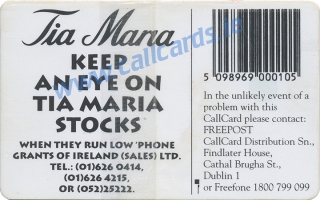 Tia Maria
KEEP
AN EYE ON
TIA MARIA
STOCKS
WHEN THEY RUN LOW 'PHONE
GRANTS OF IRELAND (SALES) LTD.
TEL.: (01)626 0414,
(01)626 4215,
OR (052)25222.
5 098969 000105
In the unlikely event of a
problem with this
CallCard please contact:
FREEPOST
CallCard Distribution Sn.,
Findlater House,
Cathal Brugha St.,
Dublin 1
or Freefone 1800 799 099
www.callcards.ie